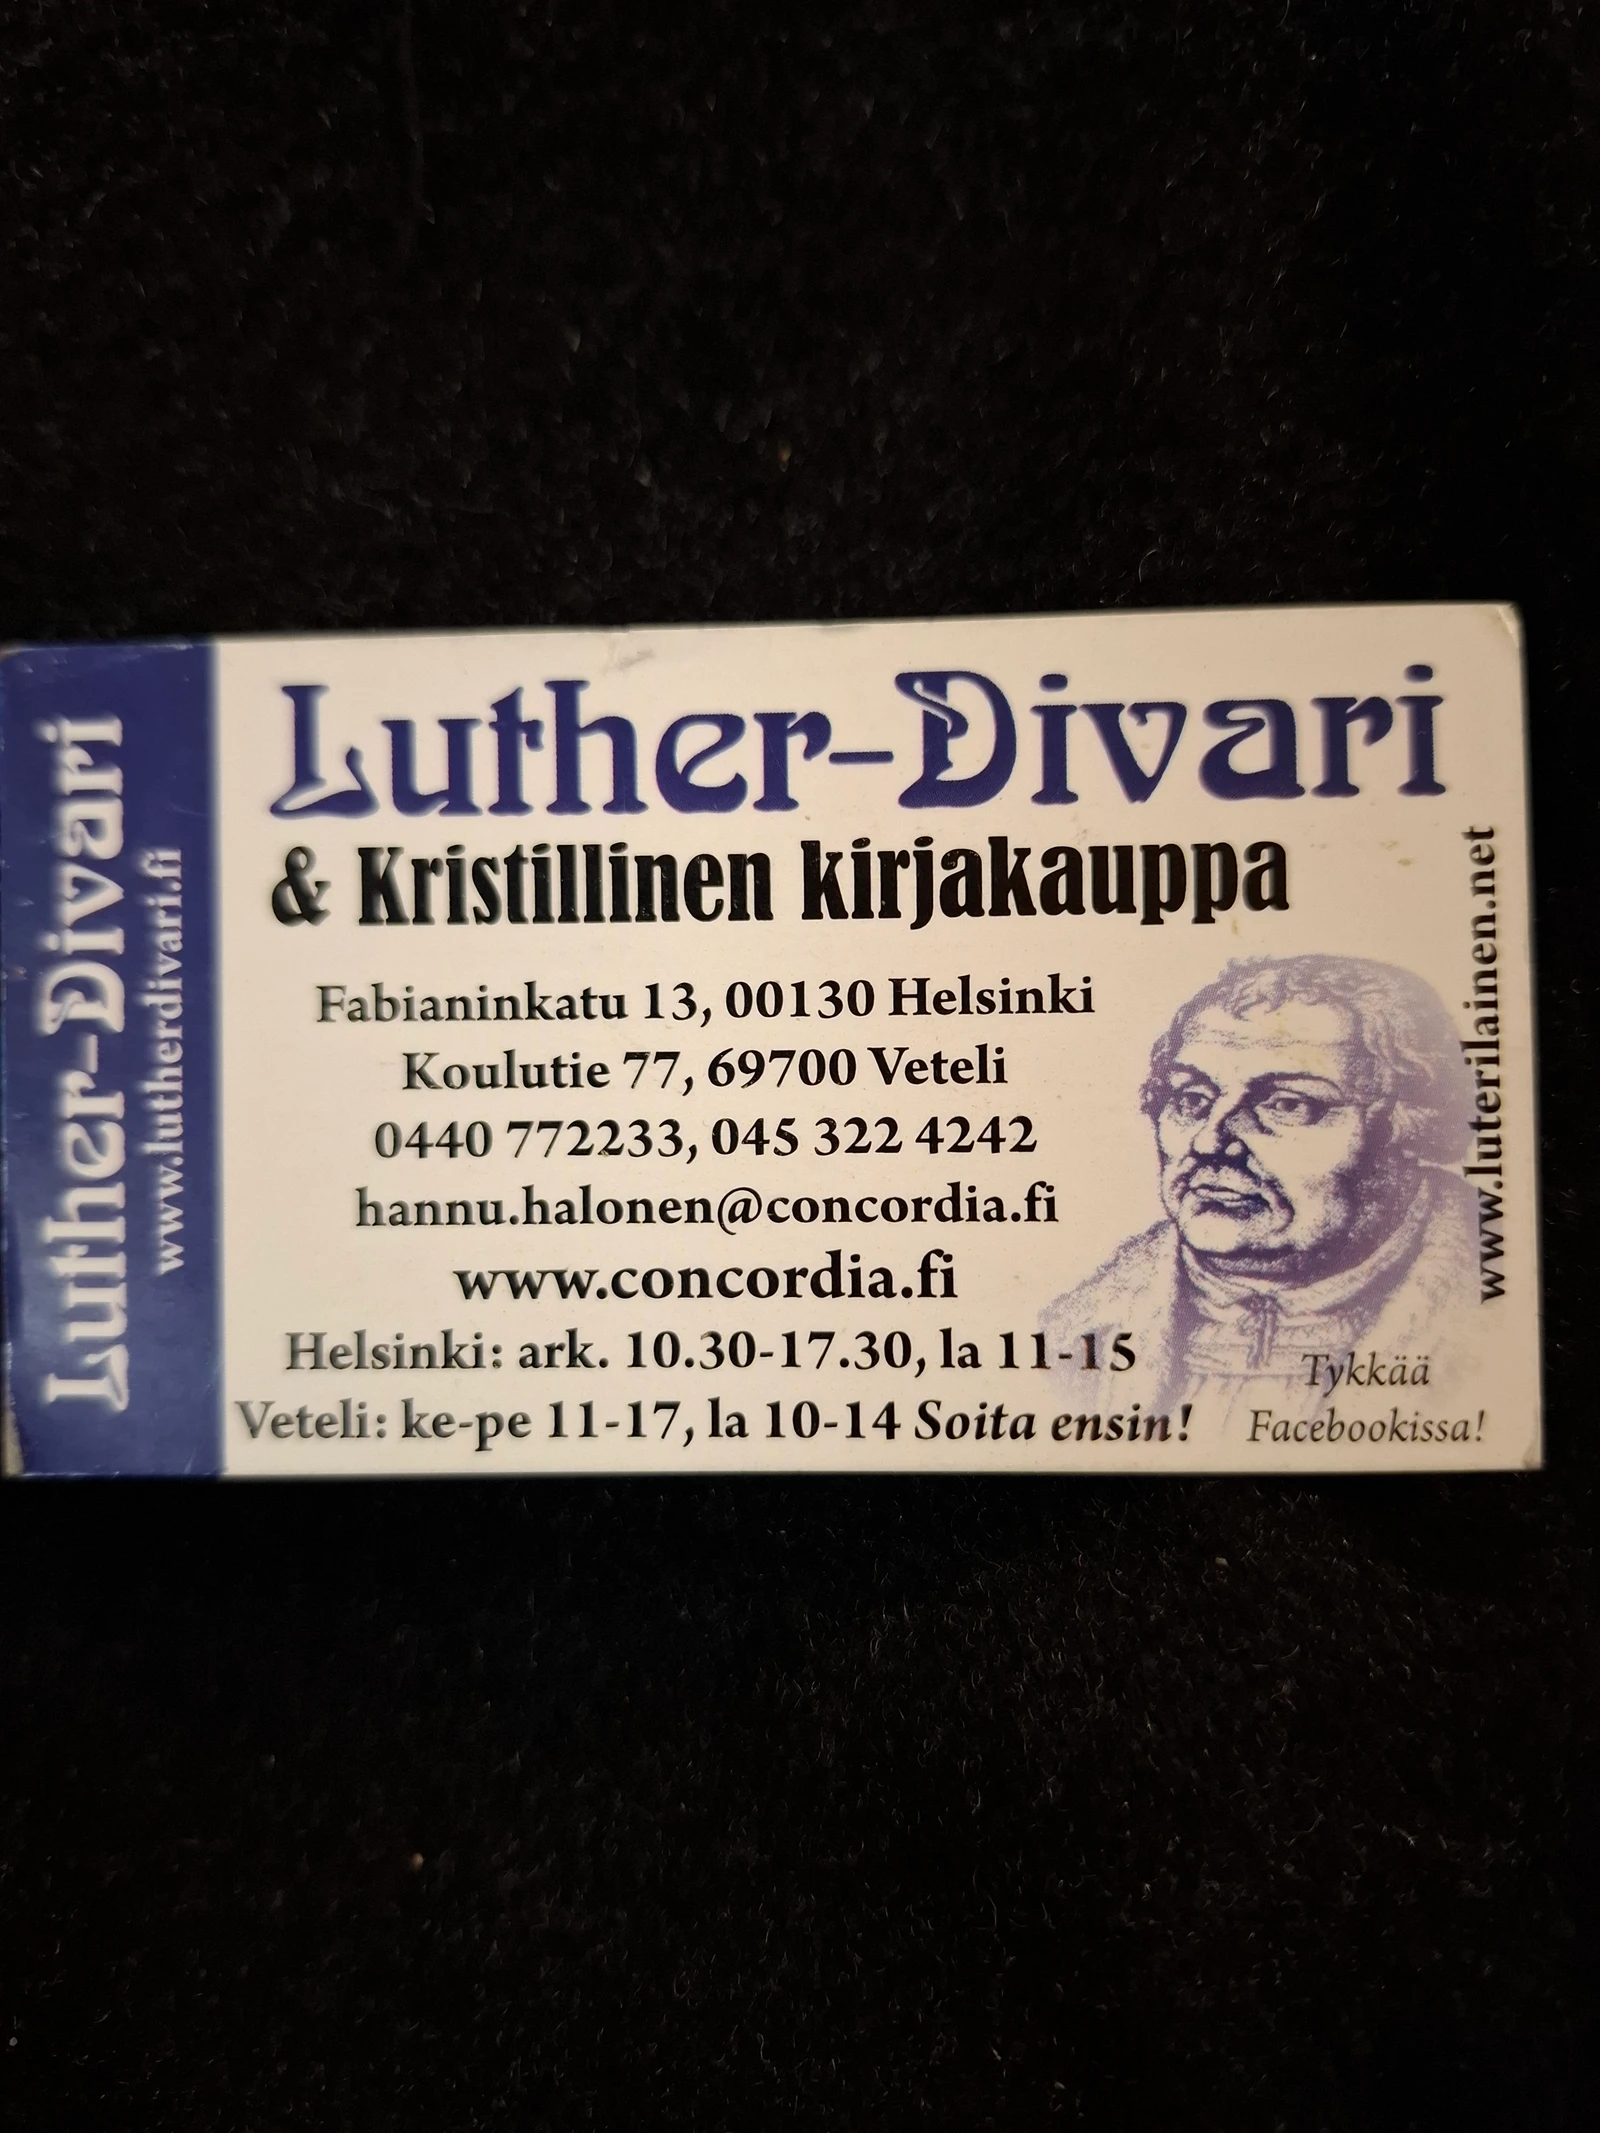 Luther-Divari
www.lutherdivari.fi
Luther-Divari
& Kristillinen kirjakauppa
Fabianinkatu 13, 00130 Helsinki
Koulutie 77, 69700 Veteli
0440 772233, 045 322 4242
hannu.halonen@concordia.fi
www.concordia.fi
Helsinki: ark. 10.30-17.30, la 11-15
Veteli: ke-pe 11-17, la 10-14 Soita ensin!
Tykkää
Facebookissa!
www.luterilainen.net